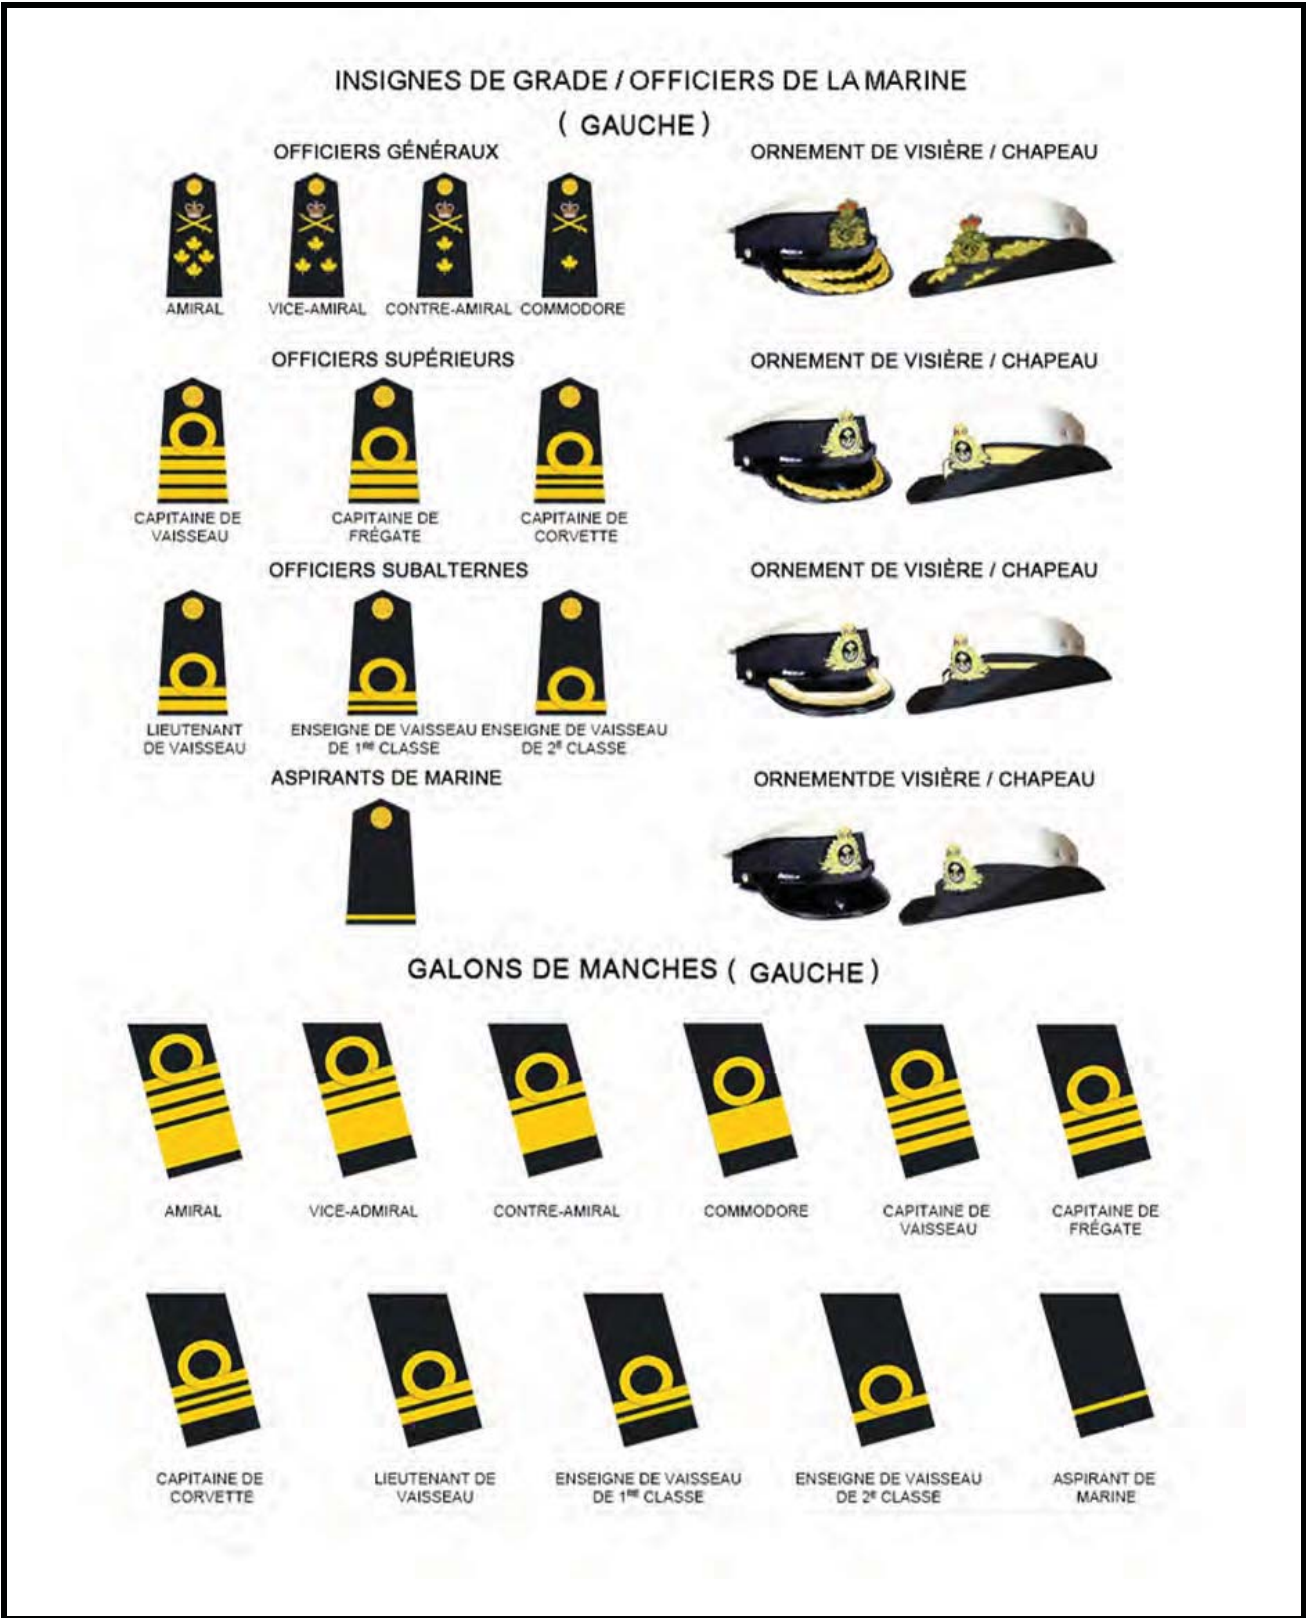 INSIGNES DE GRADE / OFFICIERS DE LA MARINE
( GAUCHE )
OFFICIERS GÉNÉRAUX
ORNEMENT DE VISIÈRE / CHAPEAU
AMIRAL
VICE-AMIRAL
CONTRE-AMIRAL
COMMODORE
OFFICIERS SUPÉRIEURS
ORNEMENT DE VISIÈRE / CHAPEAU
CAPITAINE DE
VAISSEAU
CAPITAINE DE
FRÉGATE
CAPITAINE DE
CORVETTE
OFFICIERS SUBALTERNES
ORNEMENT DE VISIÈRE / CHAPEAU
LIEUTENANT
DE VAISSEAU
ENSEIGNE DE VAISSEAU
DE 1RE CLASSE
ENSEIGNE DE VAISSEAU
DE 2E CLASSE
ASPIRANTS DE MARINE
ORNEMENTDE VISIÈRE / CHAPEAU
GALONS DE MANCHES ( GAUCHE )
AMIRAL
VICE-ADMIRAL
CONTRE-AMIRAL
COMMODORE
CAPITAINE DE
VAISSEAU
CAPITAINE DE
FRÉGATE
CAPITAINE DE
CORVETTE
LIEUTENANT DE
VAISSEAU
ENSEIGNE DE VAISSEAU
DE 1RE CLASSE
ENSEIGNE DE VAISSEAU
DE 2E CLASSE
ASPIRANT DE
MARINE